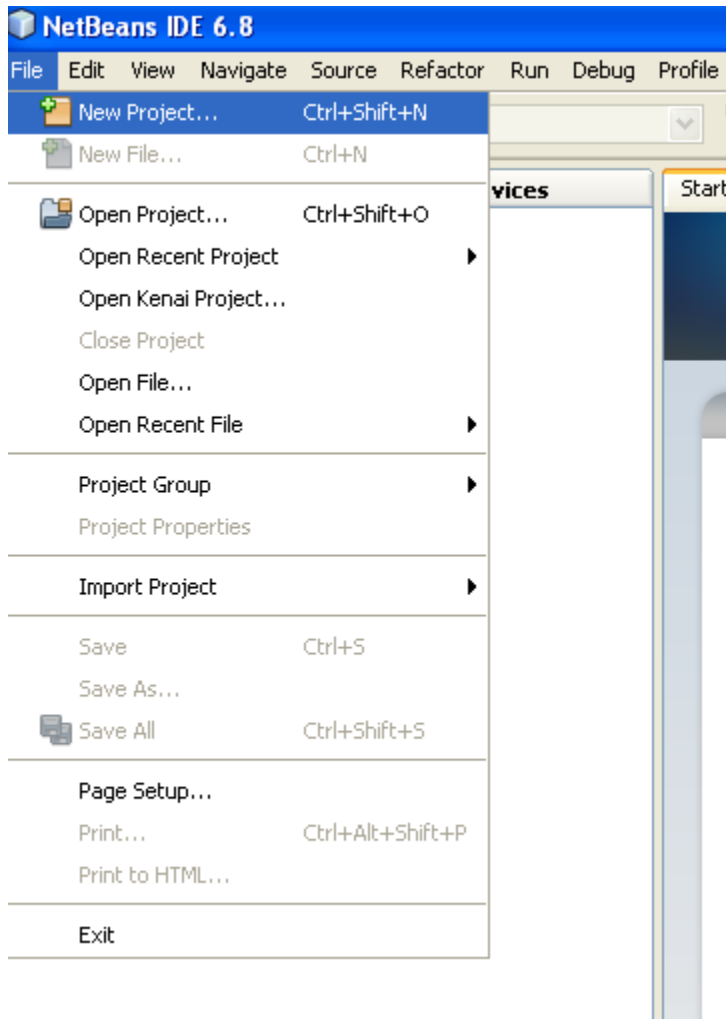 NetBeans IDE 6.8
File Edit View Navigate Source Refactor Run Debug Profile
New Project... Ctrl+Shift+N
New File... Ctrl+N
vices Start
Open Project... Ctrl+Shift+O
Open Recent Project
Open Kenai Project...
Close Project
Open File...
Open Recent File
Project Group
Project Properties
Import Project
Save Ctrl+S
Save As...
Save All Ctrl+Shift+S
Page Setup...
Print... Ctrl+Alt+Shift+P
Print to HTML...
Exit